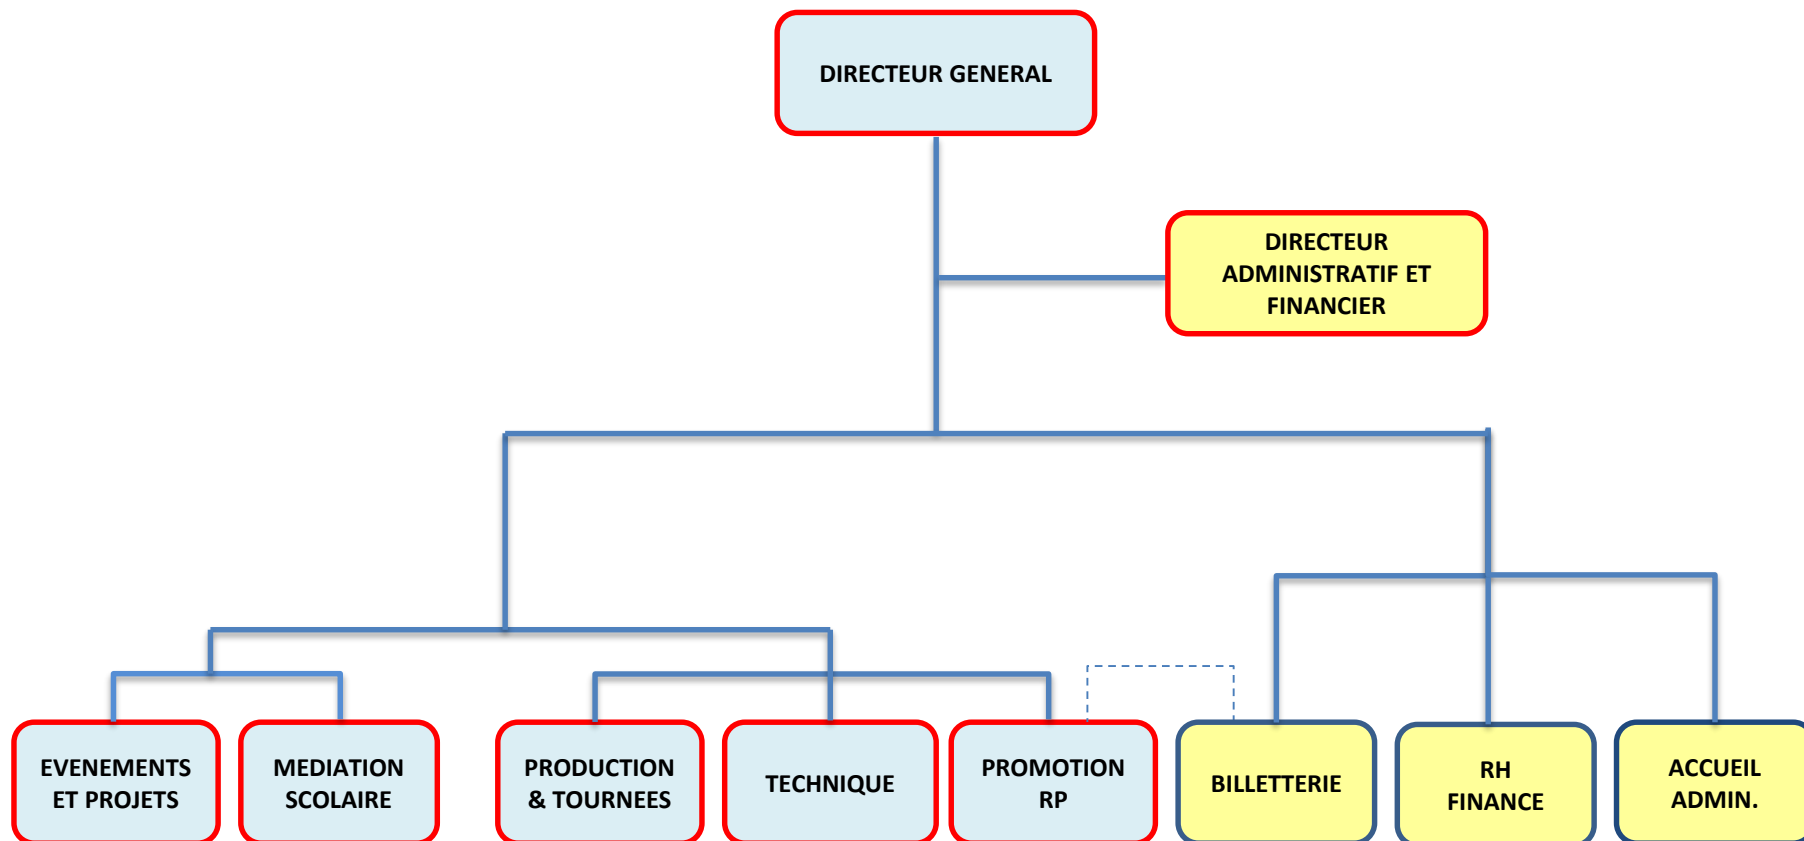 DIRECTEUR GENERAL
DIRECTEUR
ADMINISTRATIF ET
FINANCIER
EVENEMENTS
ET PROJETS
MEDIATION
SCOLAIRE
PRODUCTION
& TOURNEES
TECHNIQUE
PROMOTION
RP
BILLETTERIE
RH
FINANCE
ACCUEIL
ADMIN.